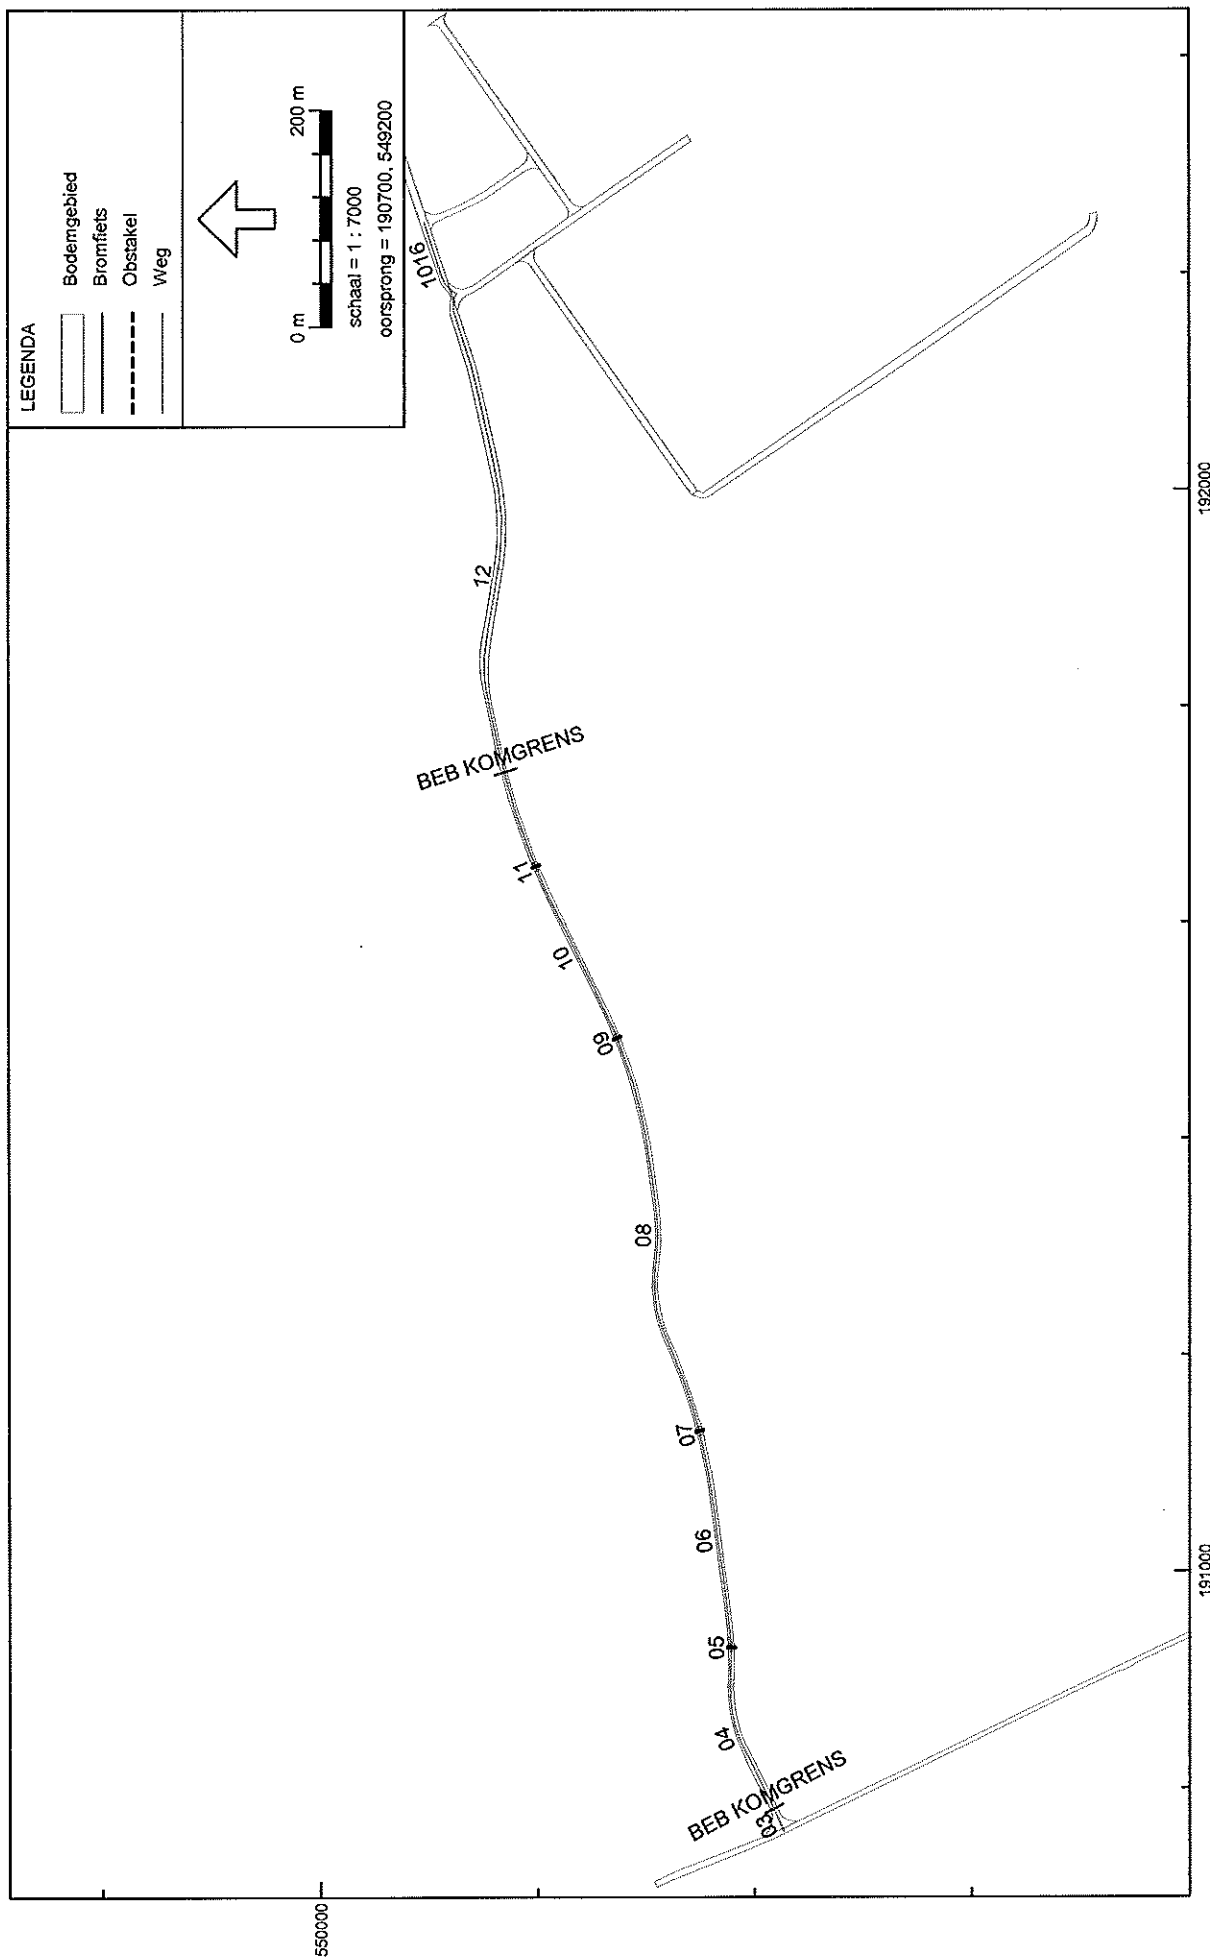 LEGENDA
Bodemgebied
Bromfiets
Obstakel
Weg
0 m 200 m
schaal = 1 : 7000
oorsprong = 190700, 549200
550000
03
BEB KOMGRENS
04
05
06
07
08
09
10
11
BEB KOMGRENS
12
1016
191000 192000